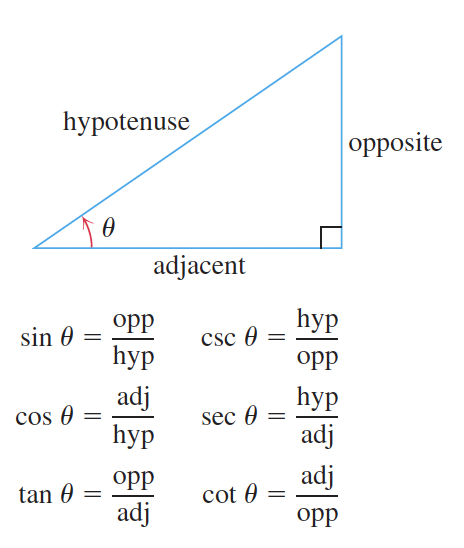 hypotenuse
opposite
θ
adjacent
sin θ = opp/hyp csc θ = hyp/opp
cos θ = adj/hyp sec θ = hyp/adj
tan θ = opp/adj cot θ = adj/opp